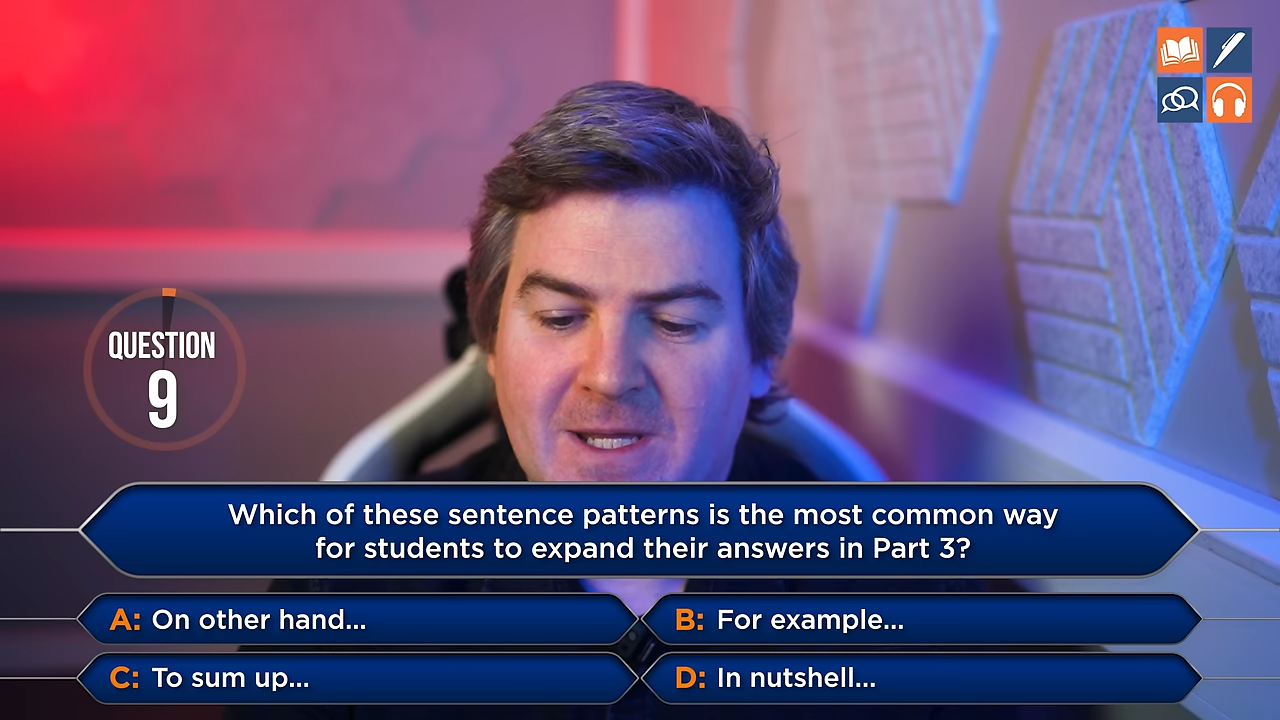 QUESTION
9
Which of these sentence patterns is the most common way
for students to expand their answers in Part 3?
A: On other hand...
B: For example...
C: To sum up...
D: In nutshell...